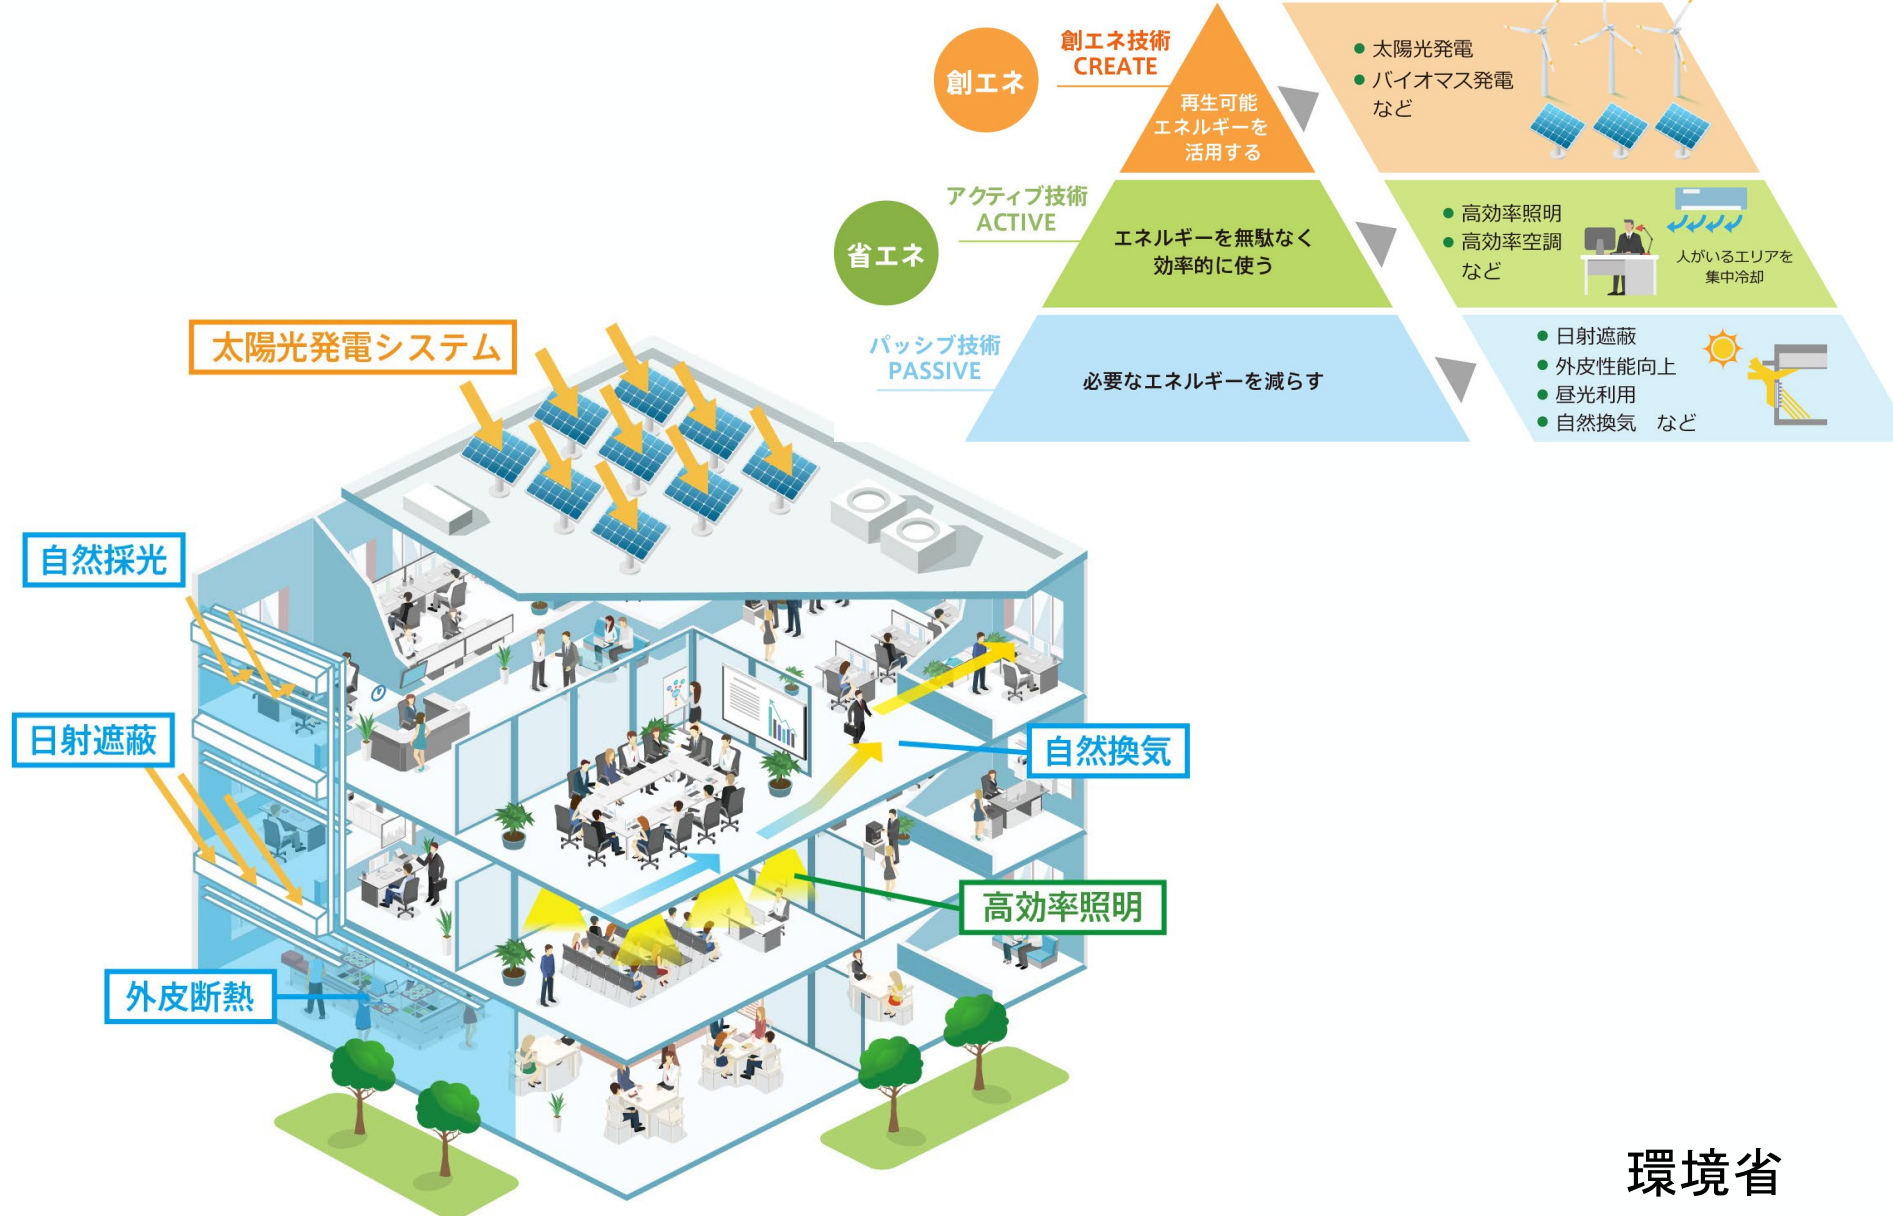 創エネ
創エネ技術
CREATE
再生可能
エネルギーを
活用する
太陽光発電
バイオマス発電
など
省エネ
アクティブ技術
ACTIVE
エネルギーを無駄なく
効率的に使う
高効率照明
高効率空調
など
人がいるエリアを
集中冷却
パッシブ技術
PASSIVE
必要なエネルギーを減らす
日射遮蔽
外皮性能向上
昼光利用
自然換気　など
太陽光発電システム
自然採光
日射遮蔽
自然換気
高効率照明
外皮断熱
環境省